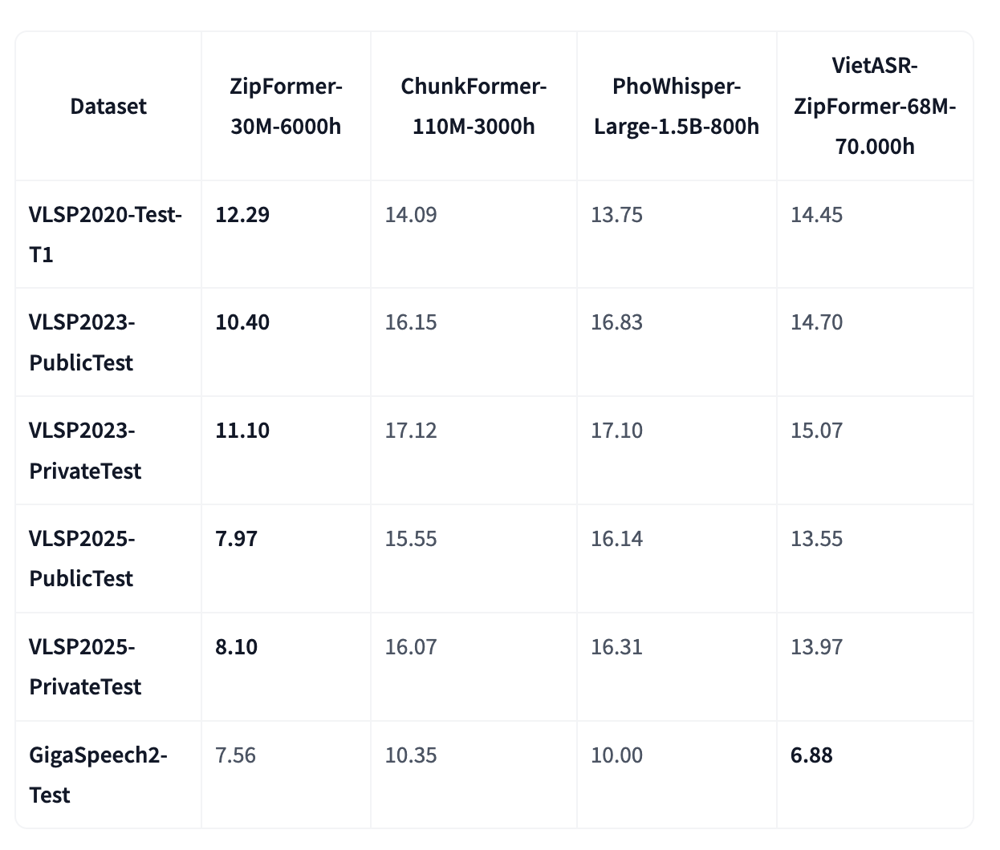 Dataset
ZipFormer-
30M-6000h
ChunkFormer-
110M-3000h
PhoWhisper-
Large-1.5B-800h
VietASR-
ZipFormer-68M-
70.000h
VLSP2020-Test-
T1
12.29
14.09
13.75
14.45
VLSP2023-
PublicTest
10.40
16.15
16.83
14.70
VLSP2023-
PrivateTest
11.10
17.12
17.10
15.07
VLSP2025-
PublicTest
7.97
15.55
16.14
13.55
VLSP2025-
PrivateTest
8.10
16.07
16.31
13.97
GigaSpeech2-
Test
7.56
10.35
10.00
6.88